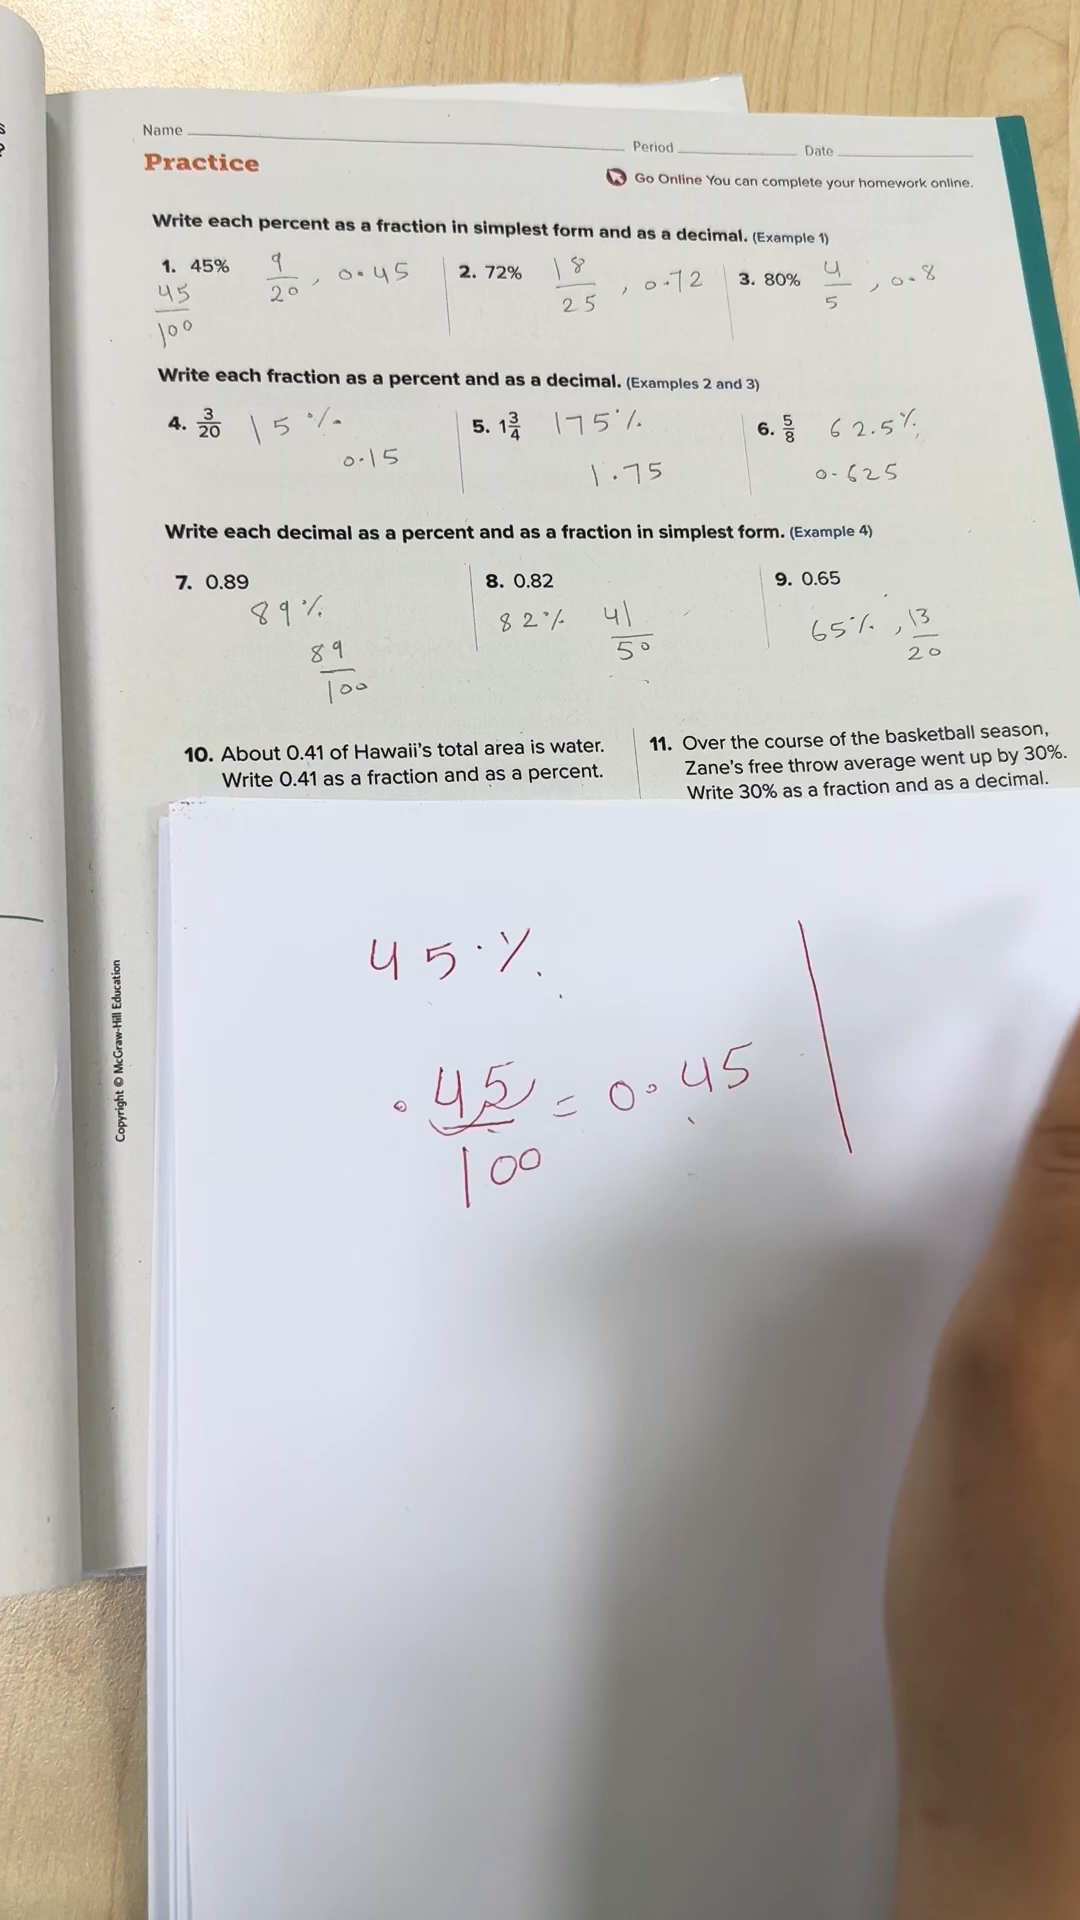 Name Period Date
Practice
Go Online You can complete your homework online.
Write each percent as a fraction in simplest form and as a decimal. (Example 1)
1. 45% 9/20, 0.45 2. 72% 18/25, 0.72 3. 80% 4/5, 0.8
45/100
Write each fraction as a percent and as a decimal. (Examples 2 and 3)
4. 3/20 15% 5. 1 3/4 175% 6. 5/8 62.5%
0.15 1.75 0.625
Write each decimal as a percent and as a fraction in simplest form. (Example 4)
7. 0.89 8. 0.82 9. 0.65
89% 82% 41/50 65%, 13/20
89/100
10. About 0.41 of Hawaii's total area is water.
Write 0.41 as a fraction and as a percent.
11. Over the course of the basketball season,
Zane's free throw average went up by 30%.
Write 30% as a fraction and as a decimal.
Copyright © McGraw-Hill Education
45%
.45/100 = 0.45